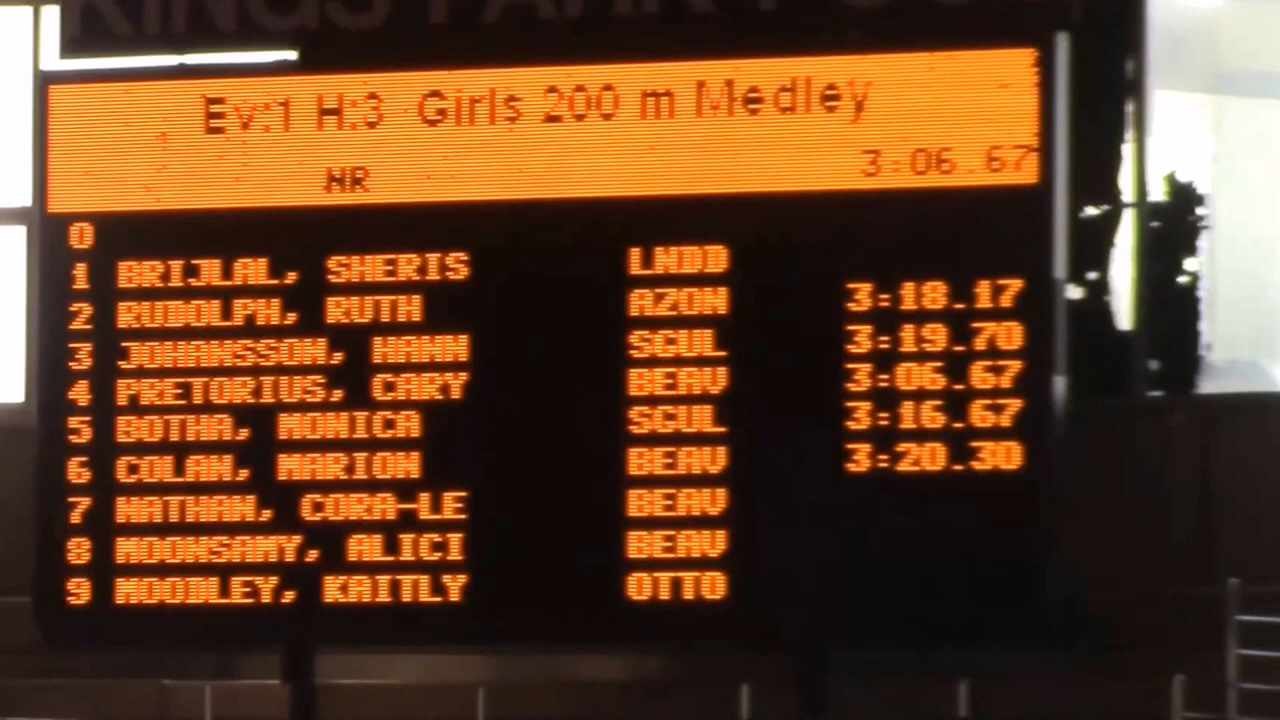 KINGS PARK
Ev:1 H:3 Girls 200 m Medley
3:06.67
0
1 BRIJLAL, SHERIS LNDD
2 RUDOLPH, RUTH AZON 3:18.17
3 JOHANSSON, HANN SCUL 3:19.70
4 PRETORIUS, CARY BEAV 3:06.67
5 BOTHA, MONICA SCUL 3:16.67
6 COLAN, MARION BEAV 3:20.30
7 NATHAN, CORA-LE BEAV
8 MOONSAMY, ALICI BEAV
9 MOODLEY, KAITLY OTTO